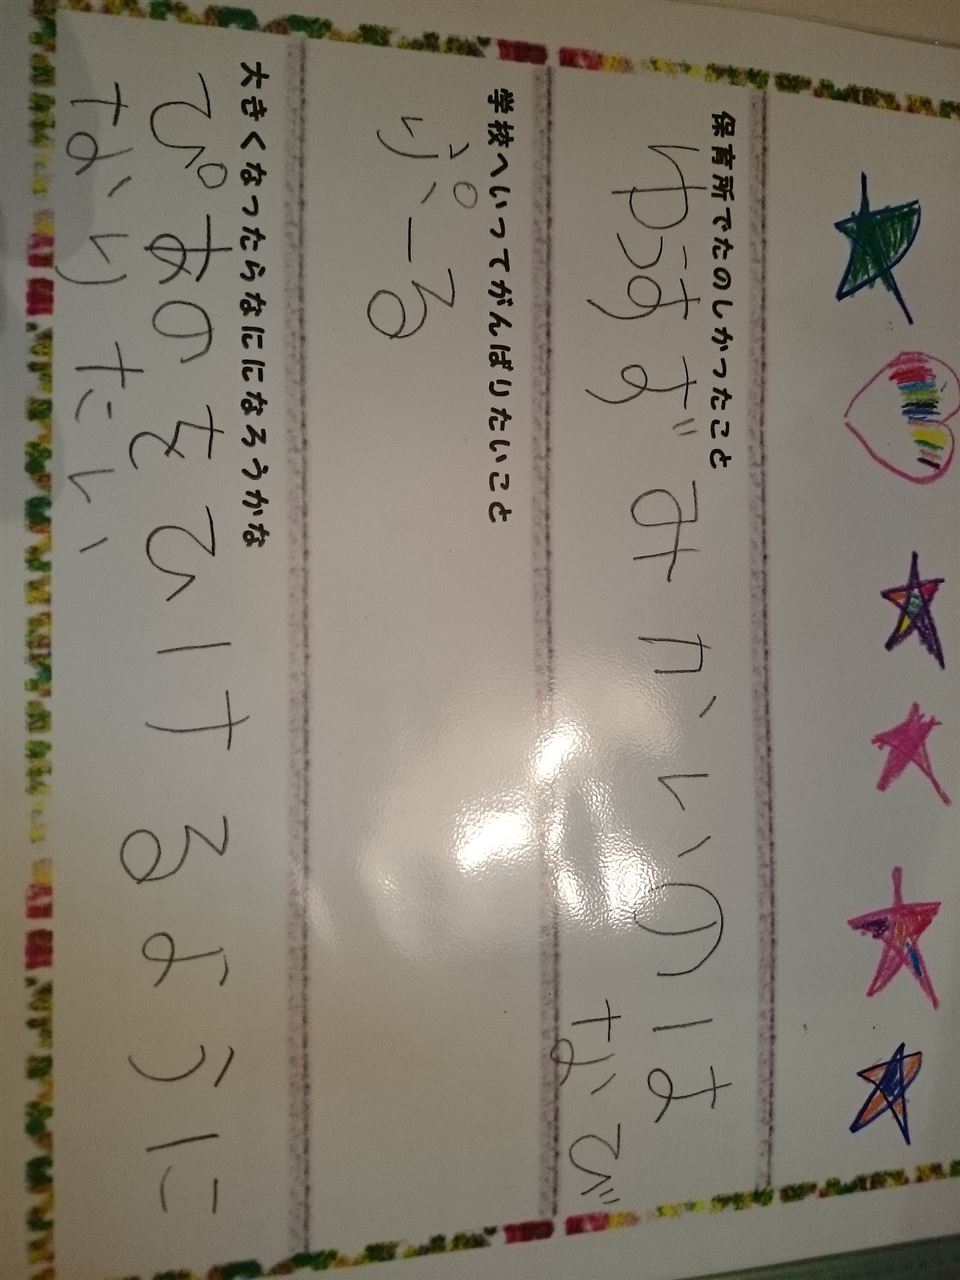 保育所でたのしかったこと
ゆうすずみかいのは
なび
学校へいってがんばりたいこと
ぷーる
大きくなったらなにになろうかな
ぴあのをひけるように
なりたい